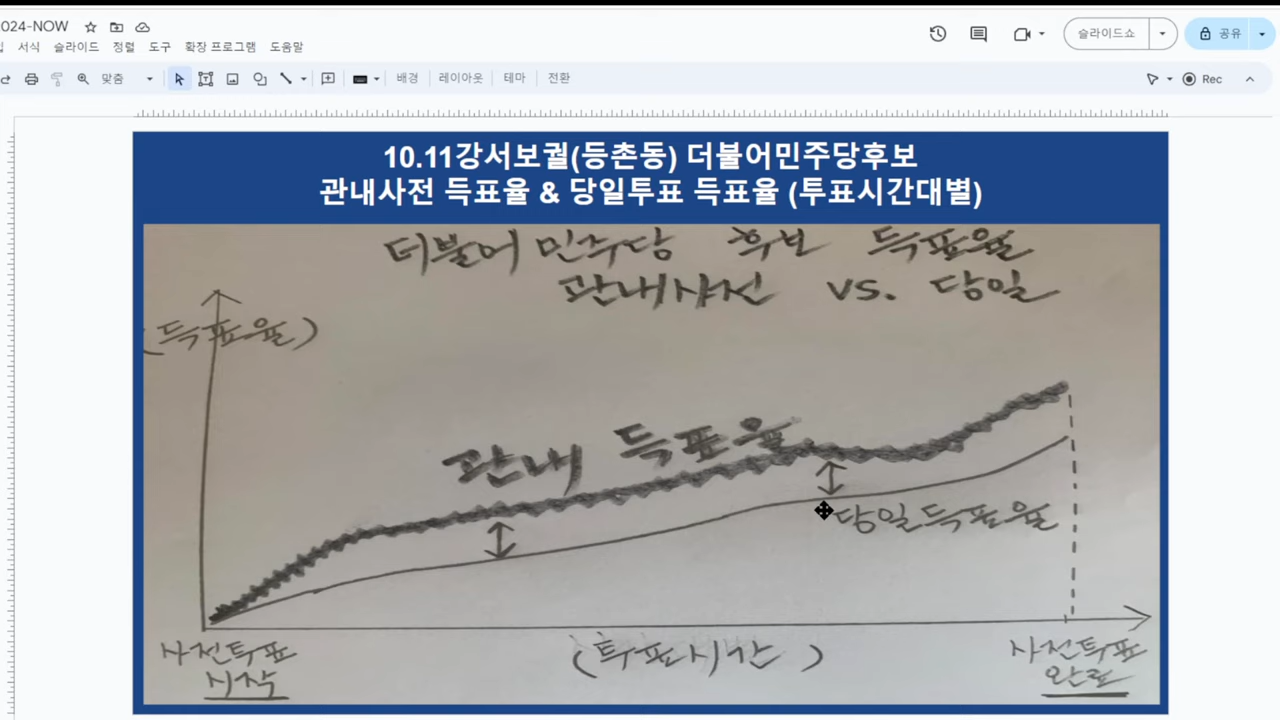 024-NOW
서식 슬라이드 정렬 도구 확장 프로그램 도움말
슬라이드쇼
공유
맞춤
배경 레이아웃 테마 전환
Rec
10.11강서보궐(등촌동) 더불어민주당후보
관내사전 득표율 & 당일투표 득표율 (투표시간대별)
더불어 민주당 후보 득표율
관내사전 vs. 당일
(득표율)
관내 득표율
당일득표율
사전투표
시작
(투표시간)
사전투표
완료